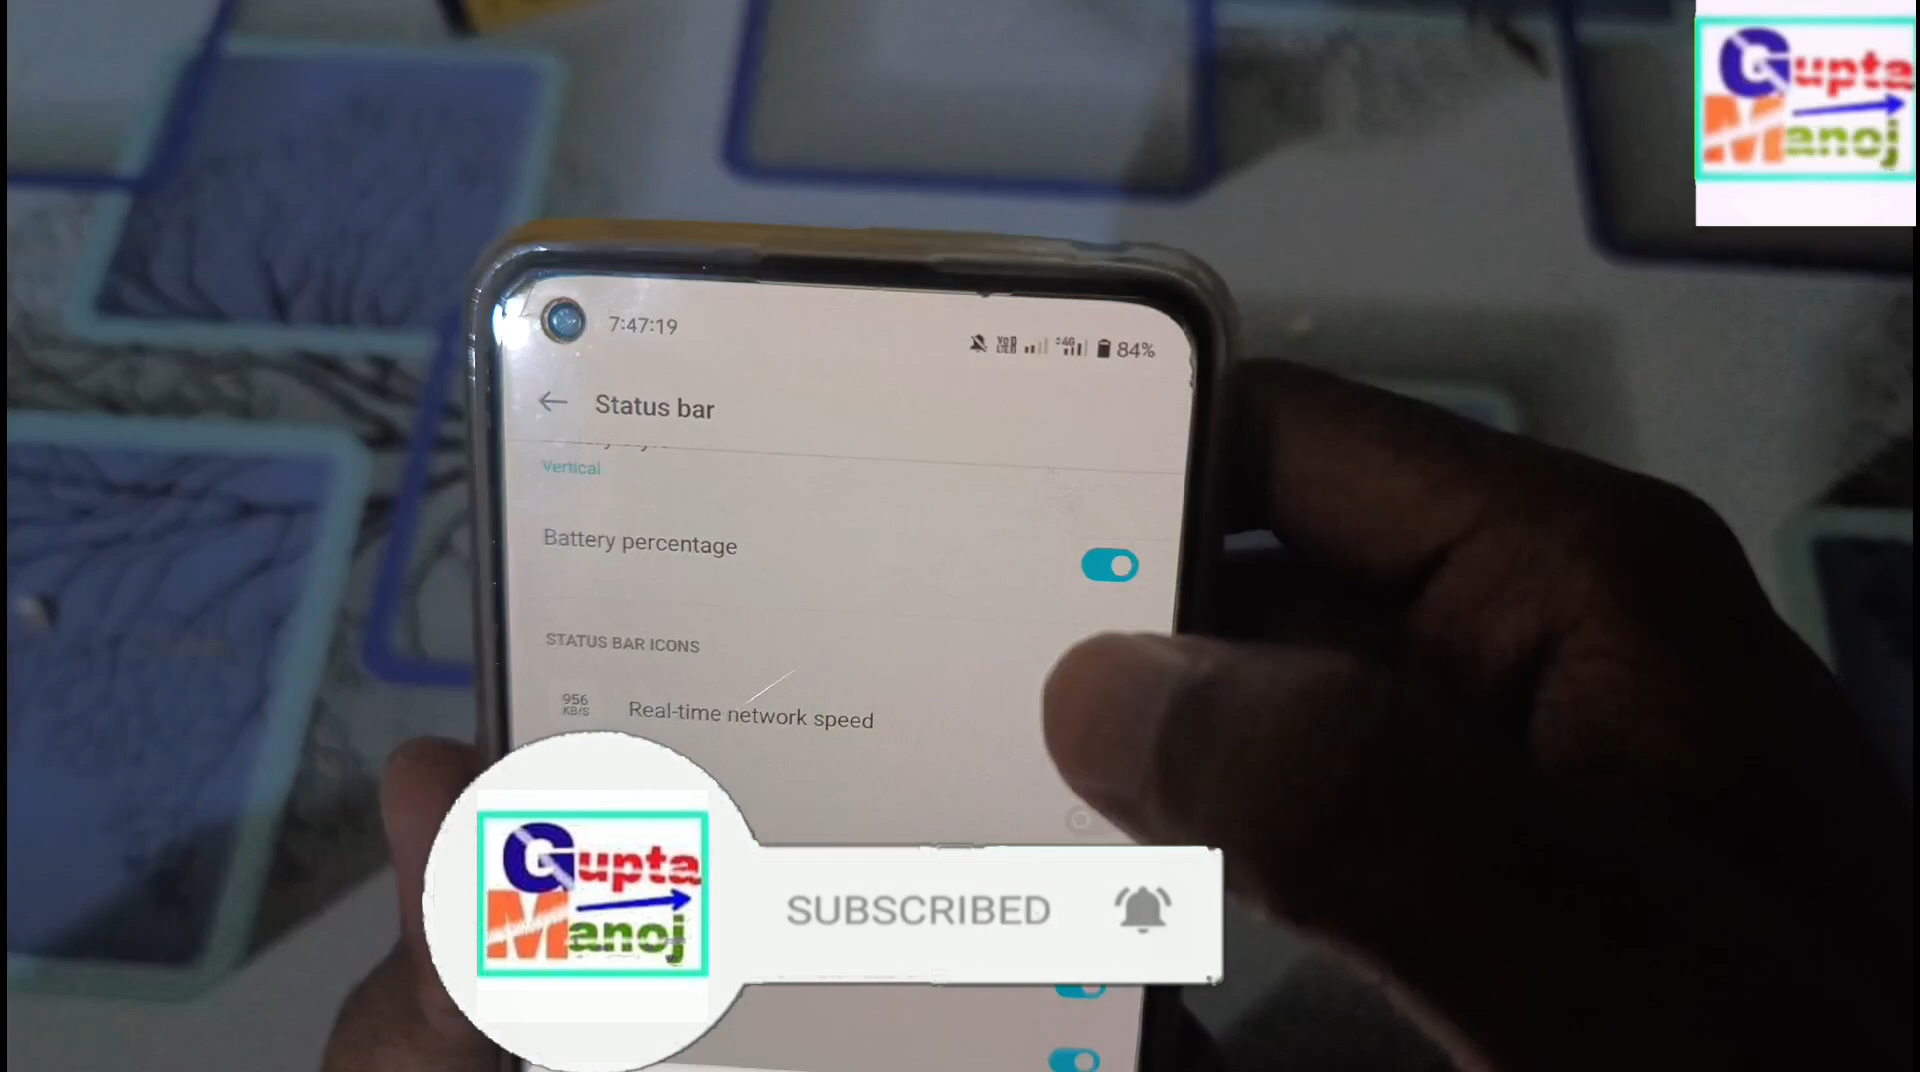 Gupta
Manoj
7:47:19
84%
Status bar
Vertical
Battery percentage
STATUS BAR ICONS
956
KB/S
Real-time network speed
Gupta
Manoj
SUBSCRIBED